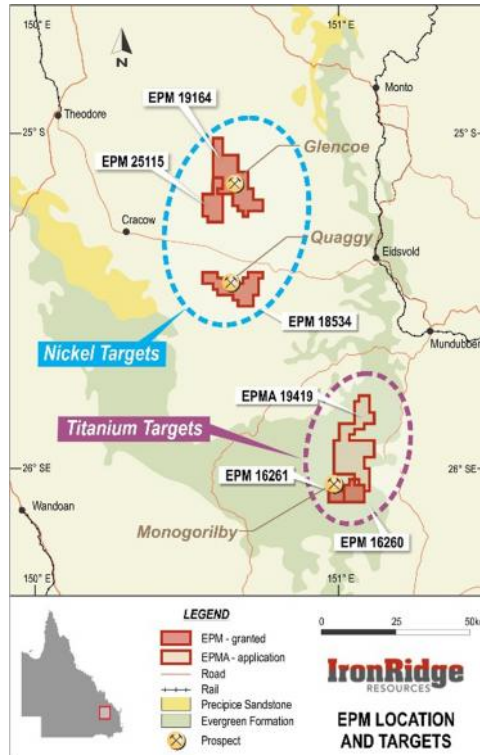 150° E
151° E
N
Monto
Theodore
EPM 19164
25° S
25° S
Glencoe
EPM 25115
Cracow
Quaggy
Eidsvold
EPM 18534
Mundubbera
Nickel Targets
EPMA 19419
Titanium Targets
EPM 16261
26° SE
26° SE
Wandoan
Monogorilby
EPM 16260
150° E
151° E
LEGEND
EPM - granted
EPMA - application
Road
Rail
Precipice Sandstone
Evergreen Formation
Prospect
0 25 50k
IronRidge
RESOURCES
EPM LOCATION
AND TARGETS